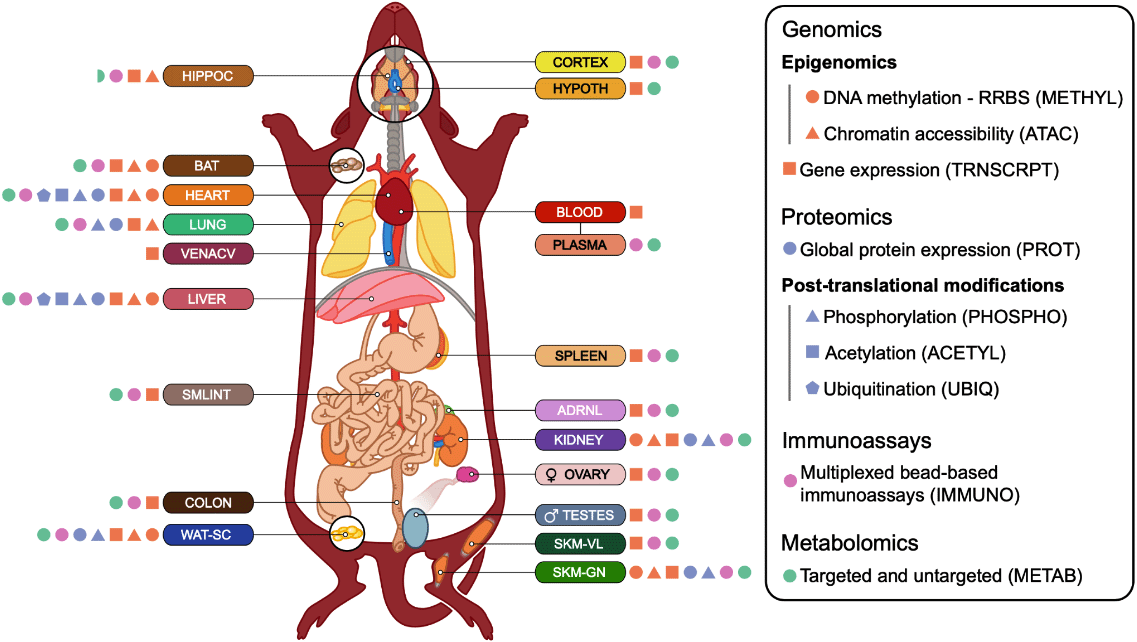 HIPPOC
BAT
HEART
LUNG
VENACV
LIVER
SMLINT
COLON
WAT-SC
CORTEX
HYPOTH
BLOOD
PLASMA
SPLEEN
ADRNL
KIDNEY
♀ OVARY
♂ TESTES
SKM-VL
SKM-GN
Genomics
Epigenomics
DNA methylation - RRBS (METHYL)
Chromatin accessibility (ATAC)
Gene expression (TRNSCRPT)
Proteomics
Global protein expression (PROT)
Post-translational modifications
Phosphorylation (PHOSPHO)
Acetylation (ACETYL)
Ubiquitination (UBIQ)
Immunoassays
Multiplexed bead-based
immunoassays (IMMUNO)
Metabolomics
Targeted and untargeted (METAB)